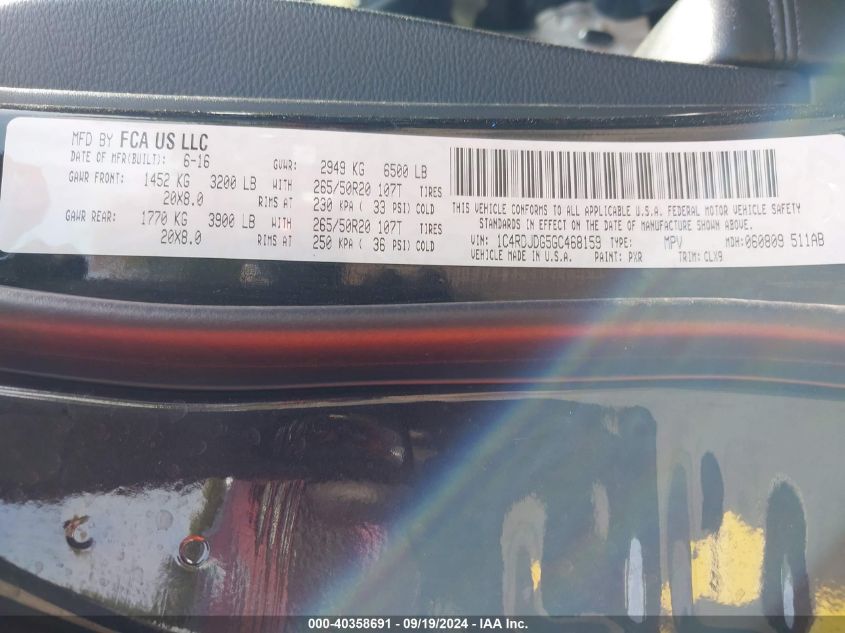 MFD BY FCA US LLC
DATE OF MFR(BUILT): 6-16 GVWR: 2949 KG 6500 LB
GAWR FRONT: 1452 KG 3200 LB WITH 265/50R20 107T TIRES
20X8.0 RIMS AT 230 KPA ( 33 PSI) COLD
GAWR REAR: 1770 KG 3900 LB WITH 265/50R20 107T TIRES
20X8.0 RIMS AT 250 KPA ( 36 PSI) COLD
THIS VEHICLE CONFORMS TO ALL APPLICABLE U.S.A. FEDERAL MOTOR VEHICLE SAFETY
STANDARDS IN EFFECT ON THE DATE OF MANUFACTURE SHOWN ABOVE.
VIN: 1C4RDJDG5GC468159 TYPE: MPV MDH: 060809 511AB
VEHICLE MADE IN U.S.A. PAINT: PXR TRIM: CLX9
000-40358691 - 09/19/2024 - IAA Inc.